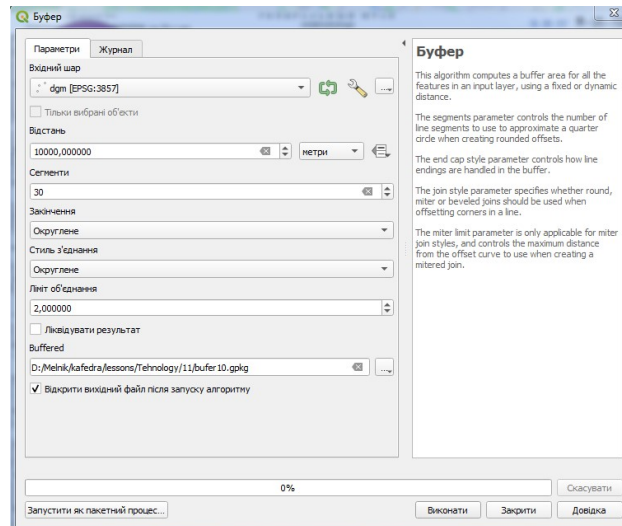 Буфер
Параметри
Журнал
Вхідний шар
dgm [EPSG:3857]
...
Тільки вибрані об'єкти
Відстань
10000,000000
метри
Сегменти
30
Закінчення
Округлене
Стиль з'єднання
Округлене
Ліміт об'єднання
2,000000
Ліквідувати результат
Buffered
D:/Melnik/kafedra/lessons/Tehnology/11/bufer10.gpkg
...
Відкрити вихідний файл після запуску алгоритму
Буфер
This algorithm computes a buffer area for all the
features in an input layer, using a fixed or dynamic
distance.
The segments parameter controls the number of
line segments to use to approximate a quarter
circle when creating rounded offsets.
The end cap style parameter controls how line
endings are handled in the buffer.
The join style parameter specifies whether round,
miter or beveled joins should be used when
offsetting corners in a line.
The miter limit parameter is only applicable for miter
join styles, and controls the maximum distance
from the offset curve to use when creating a
mitered join.
0%
Скасувати
Запустити як пакетний процес...
Виконати
Закрити
Довідка